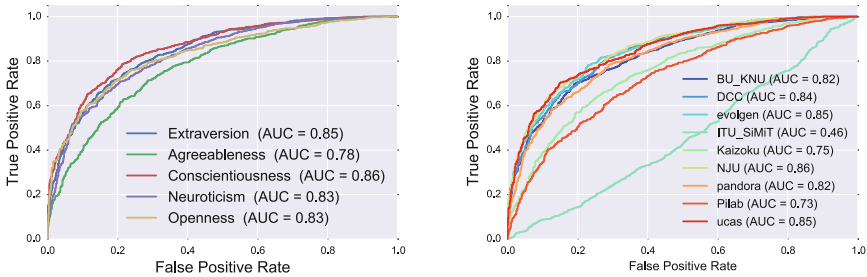 1.0
0.8
0.6
0.4
0.2
0.0
True Positive Rate
Extraversion (AUC = 0.85)
Agreeableness (AUC = 0.78)
Conscientiousness (AUC = 0.86)
Neuroticism (AUC = 0.83)
Openness (AUC = 0.83)
0.0 0.2 0.4 0.6 0.8 1.0
False Positive Rate
1.0
0.8
0.6
0.4
0.2
0.0
True Positive Rate
BU_KNU (AUC = 0.82)
DCC (AUC = 0.84)
evolgen (AUC = 0.85)
ITU_SiMiT (AUC = 0.46)
Kaizoku (AUC = 0.75)
NJU (AUC = 0.86)
pandora (AUC = 0.82)
Pilab (AUC = 0.73)
ucas (AUC = 0.85)
0.0 0.2 0.4 0.6 0.8 1.0
False Positive Rate